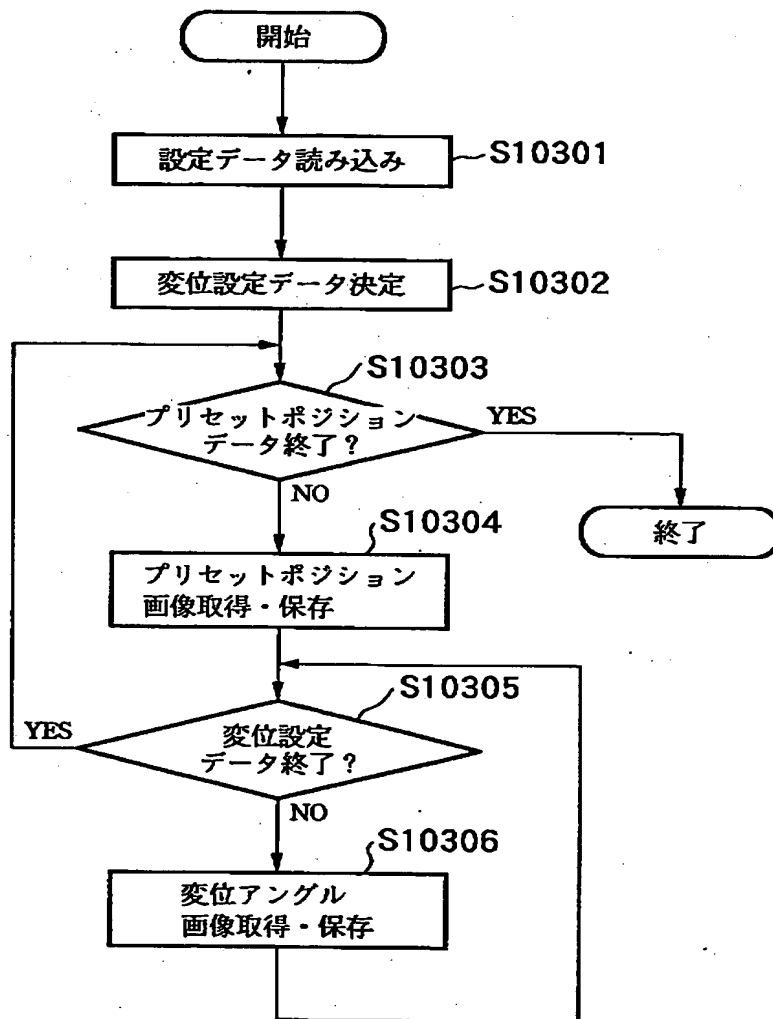 開始
設定データ読み込み
S10301
変位設定データ決定
S10302
S10303
プリセットポジション
データ終了?
YES
NO
終了
S10304
プリセットポジション
画像取得・保存
S10305
YES
変位設定
データ終了?
NO
S10306
変位アングル
画像取得・保存